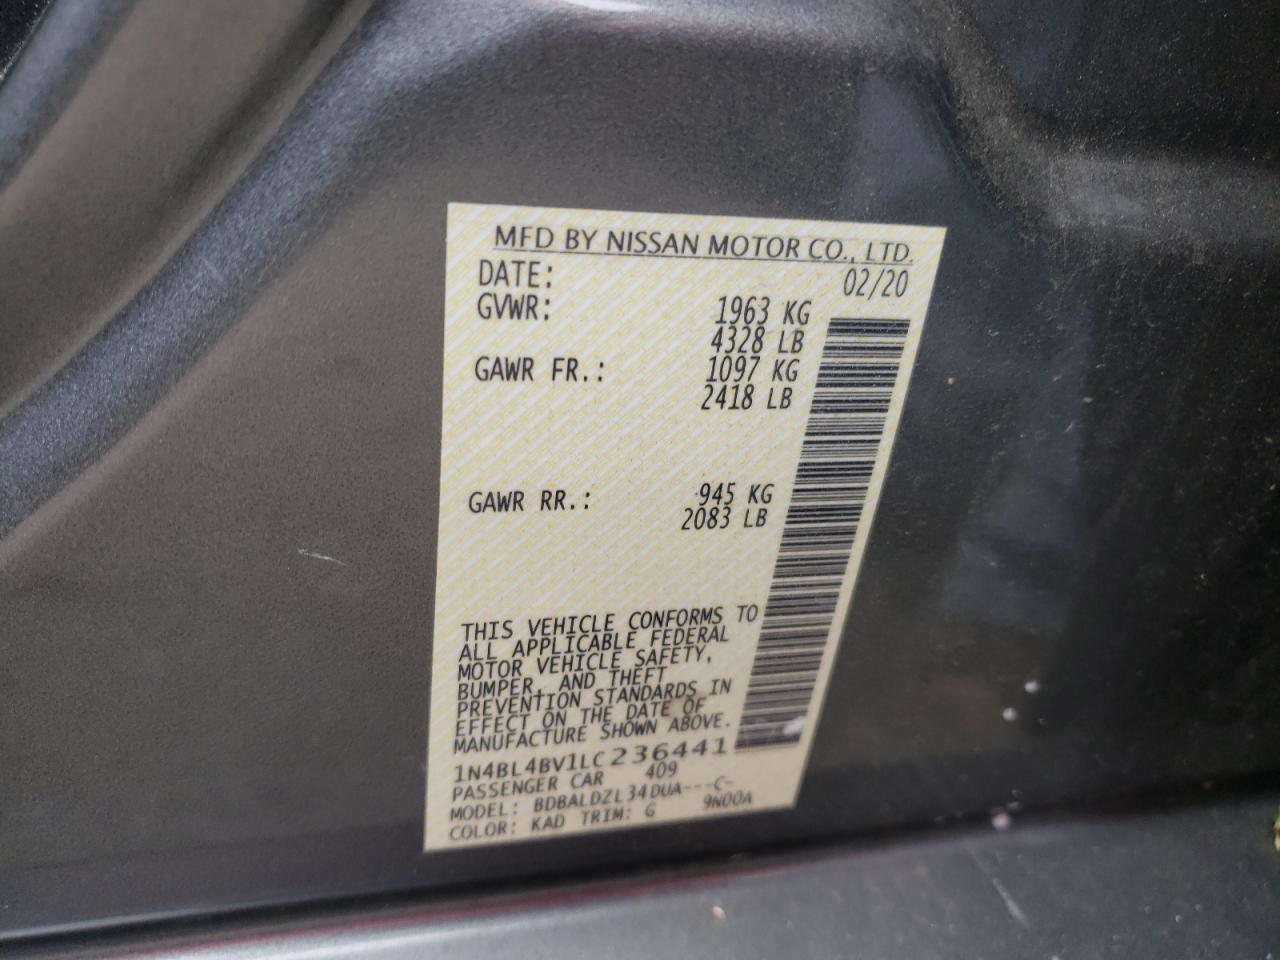 MFD BY NISSAN MOTOR CO., LTD.
DATE: 02/20
GVWR: 1963 KG
4328 LB
GAWR FR.: 1097 KG
2418 LB
GAWR RR.: 945 KG
2083 LB
THIS VEHICLE CONFORMS TO
ALL APPLICABLE FEDERAL
MOTOR VEHICLE SAFETY,
BUMPER, AND THEFT
PREVENTION STANDARDS IN
EFFECT ON THE DATE OF
MANUFACTURE SHOWN ABOVE.
1N4BL4BV1LC236441
PASSENGER CAR 409
MODEL: BDBALDZL34DUA---C-
COLOR: KAD TRIM: G 9N00A